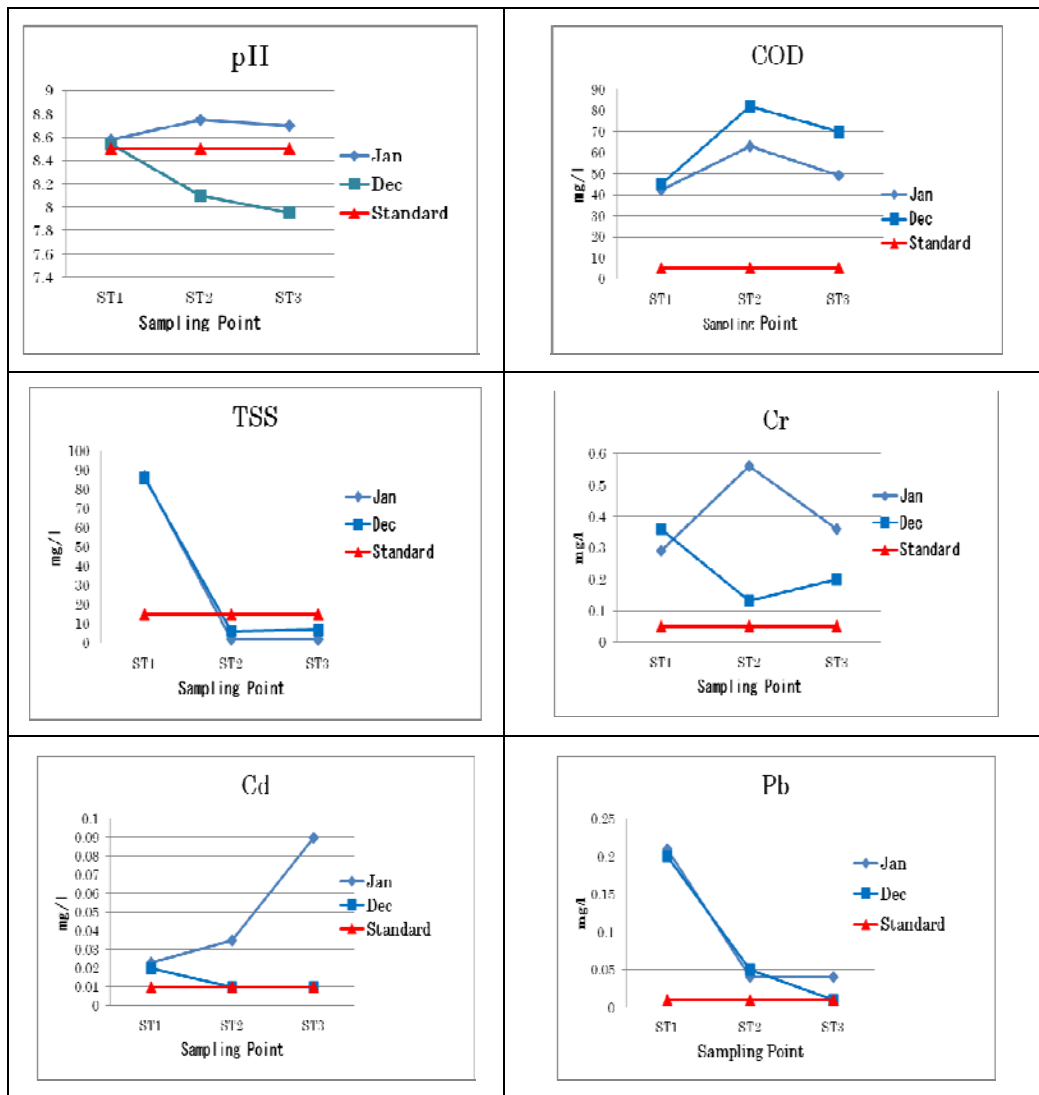 pH
9
8.8
8.6
8.4
8.2
8
7.8
7.6
7.4
ST1 ST2 ST3
Sampling Point
Jan
Dec
Standard
COD
90
80
70
60
50
40
30
20
10
0
mg/l
ST1 ST2 ST3
Sampling Point
Jan
Dec
Standard
TSS
100
90
80
70
60
50
40
30
20
10
0
mg/l
ST1 ST2 ST3
Sampling Point
Jan
Dec
Standard
Cr
0.6
0.5
0.4
0.3
0.2
0.1
0
mg/l
ST1 ST2 ST3
Sampling Point
Jan
Dec
Standard
Cd
0.1
0.09
0.08
0.07
0.06
0.05
0.04
0.03
0.02
0.01
0
mg/l
ST1 ST2 ST3
Sampling Point
Jan
Dec
Standard
Pb
0.25
0.2
0.15
0.1
0.05
0
mg/l
ST1 ST2 ST3
Sampling Point
Jan
Dec
Standard